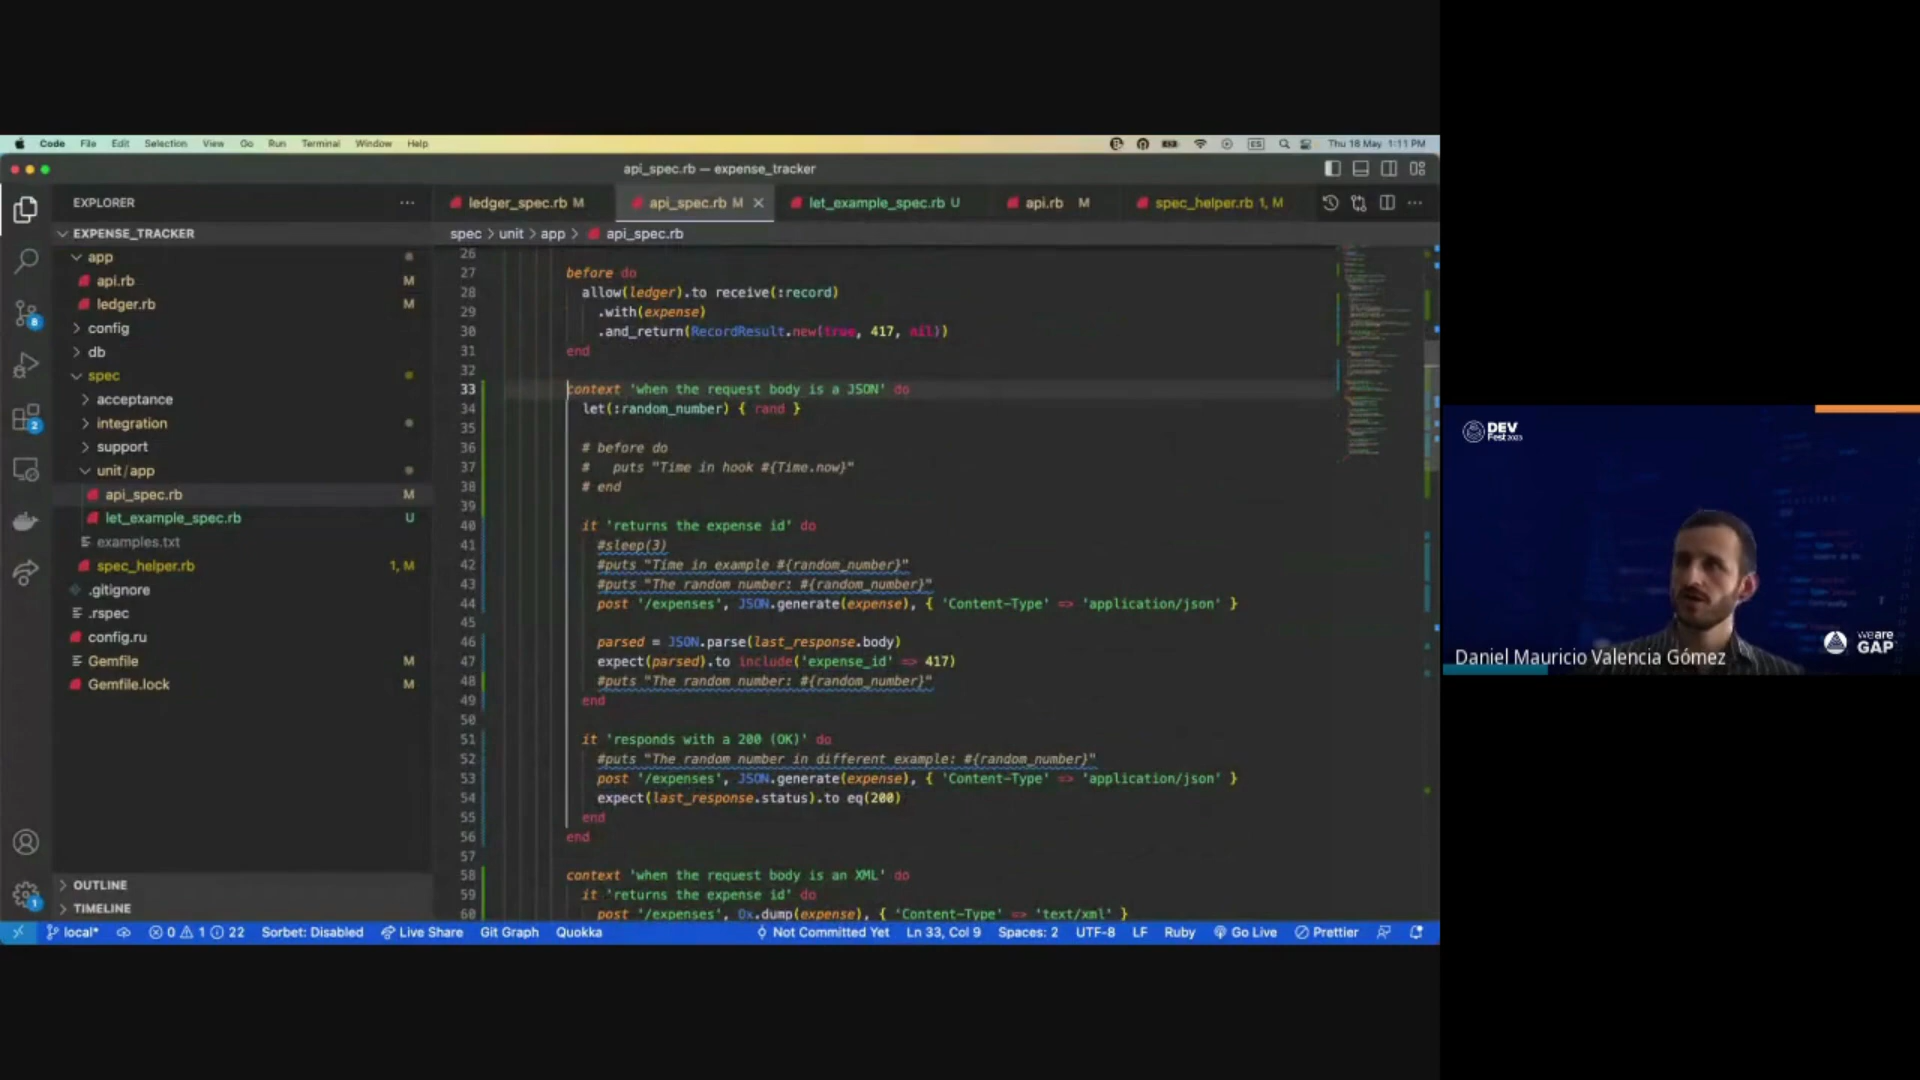 Code File Edit Selection View Go Run Terminal Window Help
ES Thu 18 May 1:11 PM
api_spec.rb — expense_tracker
EXPLORER ...
ledger_spec.rb M api_spec.rb M let_example_spec.rb U api.rb M spec_helper.rb 1, M
EXPENSE_TRACKER
spec > unit > app > api_spec.rb
app
api.rb M
ledger.rb M
config
db
spec
acceptance
integration
support
unit/app
api_spec.rb M
let_example_spec.rb U
examples.txt
spec_helper.rb 1, M
.gitignore
.rspec
config.ru
Gemfile M
Gemfile.lock M
OUTLINE
TIMELINE
8
2
1
26
27 before do
28 allow(ledger).to receive(:record)
29 .with(expense)
30 .and_return(RecordResult.new(true, 417, nil))
31 end
32
33 context 'when the request body is a JSON' do
34 let(:random_number) { rand }
35
36 # before do
37 # puts "Time in hook #{Time.now}"
38 # end
39
40 it 'returns the expense id' do
41 #sleep(3)
42 #puts "Time in example #{random_number}"
43 #puts "The random number: #{random_number}"
44 post '/expenses', JSON.generate(expense), { 'Content-Type' => 'application/json' }
45
46 parsed = JSON.parse(last_response.body)
47 expect(parsed).to include('expense_id' => 417)
48 #puts "The random number: #{random_number}"
49 end
50
51 it 'responds with a 200 (OK)' do
52 #puts "The random number in different example: #{random_number}"
53 post '/expenses', JSON.generate(expense), { 'Content-Type' => 'application/json' }
54 expect(last_response.status).to eq(200)
55 end
56 end
57
58 context 'when the request body is an XML' do
59 it 'returns the expense id' do
60 post '/expenses', Ox.dump(expense), { 'Content-Type' => 'text/xml' }
local* 0 1 22 Sorbet: Disabled Live Share Git Graph Quokka Not Committed Yet Ln 33, Col 9 Spaces: 2 UTF-8 LF Ruby Go Live Prettier
DEV
Fest 2023
weare
GAP
Daniel Mauricio Valencia Gómez